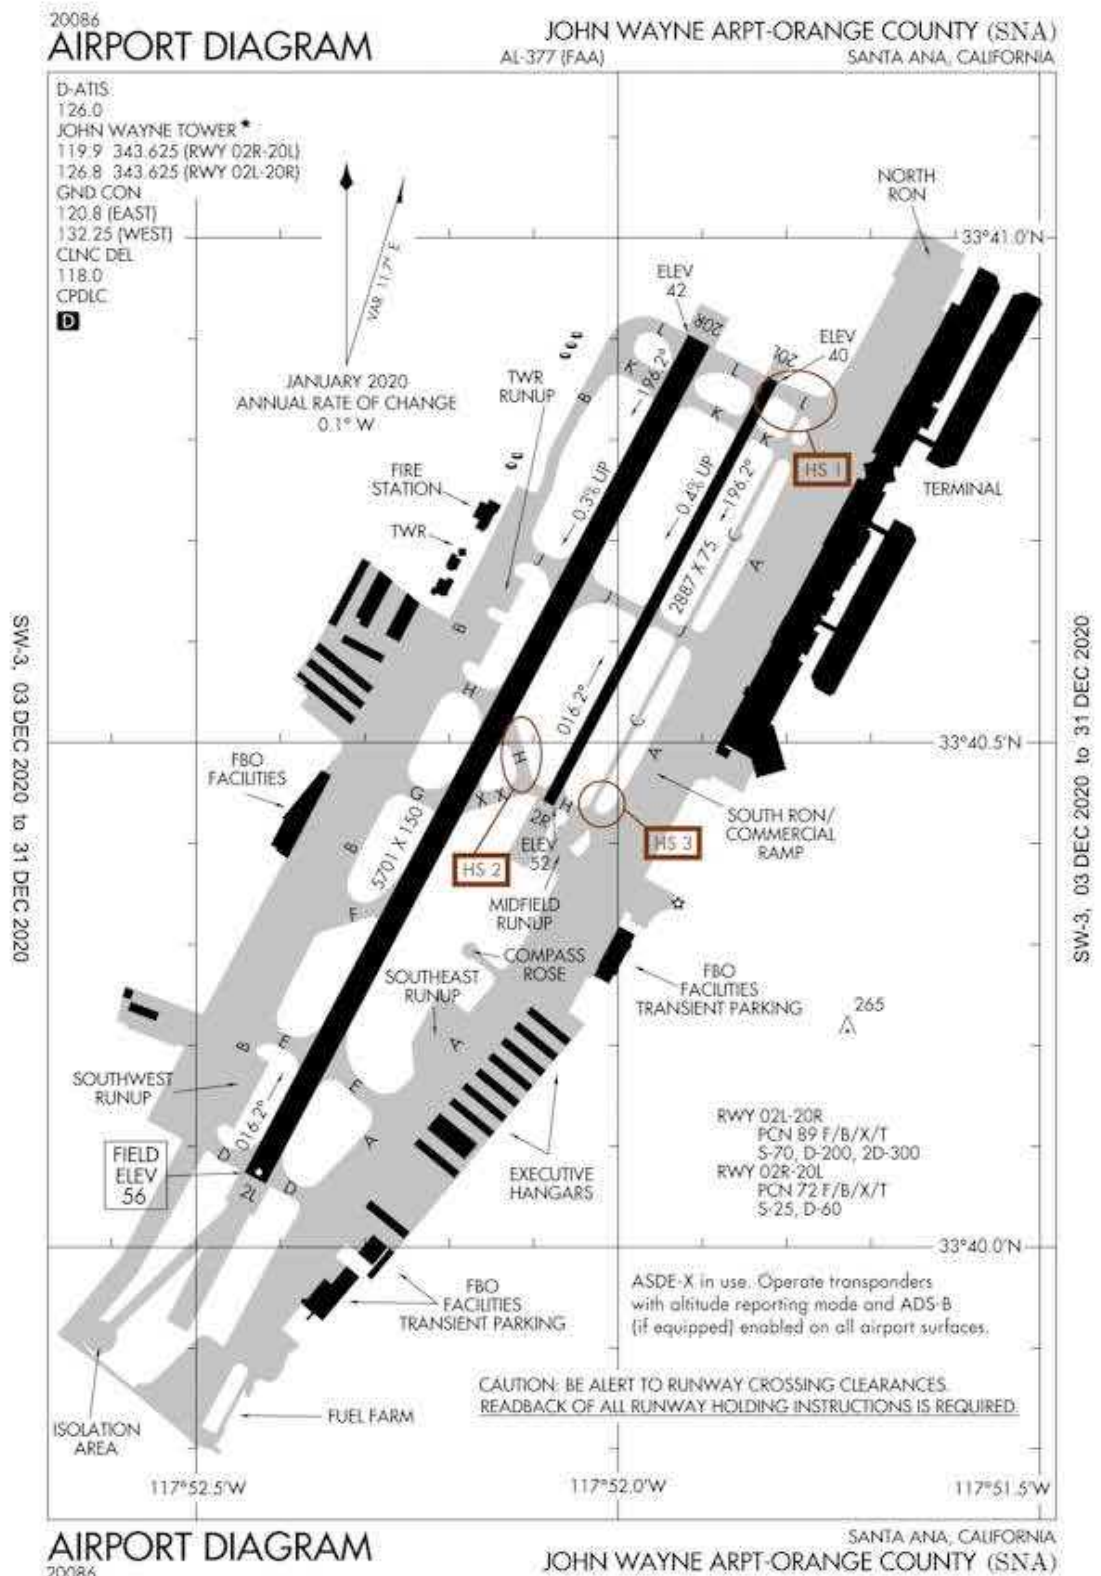 20086
AIRPORT DIAGRAM
AL-377 (FAA)
JOHN WAYNE ARPT-ORANGE COUNTY (SNA)
SANTA ANA, CALIFORNIA
D-ATIS
126.0
JOHN WAYNE TOWER *
119.9 343.625 (RWY 02R-20L)
126.8 343.625 (RWY 02L-20R)
GND CON
120.8 (EAST)
132.25 (WEST)
CLNC DEL
118.0
CPDLC
D
VAR 11.7° E
JANUARY 2020
ANNUAL RATE OF CHANGE
0.1° W
NORTH
RON
33°41.0'N
ELEV
42
20R
ELEV
40
20L
L
L
L
K
K
K
B
196.2°
TWR
RUNUP
HS 1
TERMINAL
FIRE
STATION
TWR
0.3% UP
0.4% UP
196.2°
2887 X 75
C
A
J
J
J
B
H
016.2°
C
A
33°40.5'N
FBO
FACILITIES
H
G
X X
H
2R
ELEV
52
SOUTH RON/
COMMERCIAL
RAMP
HS 2
HS 3
5701 X 150
B
F
MIDFIELD
RUNUP
COMPASS
ROSE
SOUTHEAST
RUNUP
FBO
FACILITIES
TRANSIENT PARKING
265
B
E
A
E
SOUTHWEST
RUNUP
016.2°
A
D
D
2L
FIELD
ELEV
56
EXECUTIVE
HANGARS
RWY 02L-20R
PCN 89 F/B/X/T
S-70, D-200, 2D-300
RWY 02R-20L
PCN 72 F/B/X/T
S-25, D-60
33°40.0'N
FBO
FACILITIES
TRANSIENT PARKING
ASDE-X in use. Operate transponders
with altitude reporting mode and ADS-B
(if equipped) enabled on all airport surfaces.
CAUTION: BE ALERT TO RUNWAY CROSSING CLEARANCES.
READBACK OF ALL RUNWAY HOLDING INSTRUCTIONS IS REQUIRED.
FUEL FARM
ISOLATION
AREA
117°52.5'W
117°52.0'W
117°51.5'W
SW-3, 03 DEC 2020 to 31 DEC 2020
SW-3, 03 DEC 2020 to 31 DEC 2020
AIRPORT DIAGRAM
20086
SANTA ANA, CALIFORNIA
JOHN WAYNE ARPT-ORANGE COUNTY (SNA)